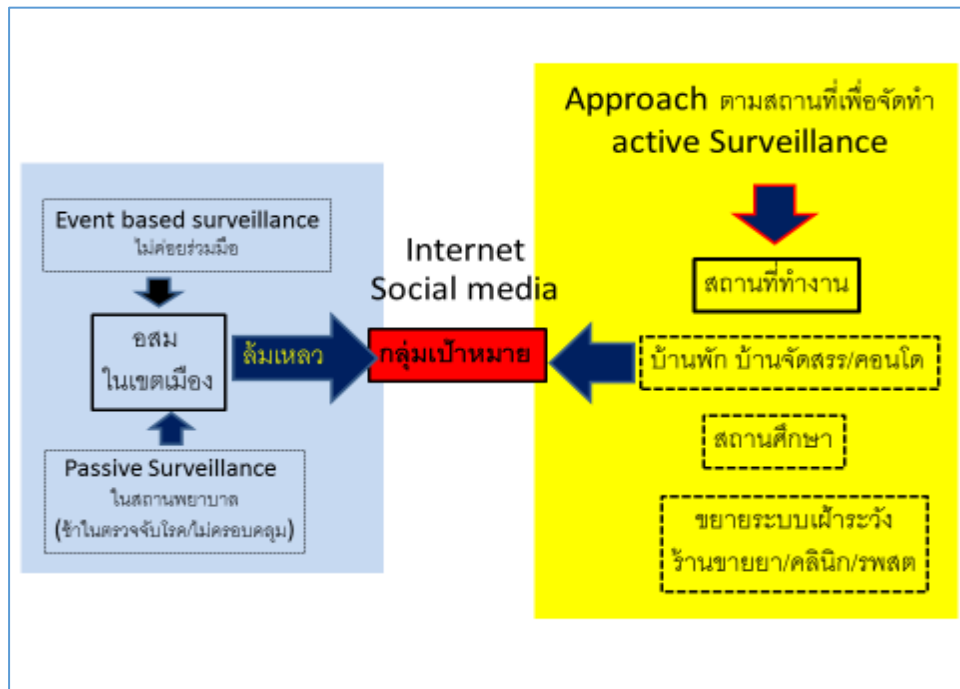 Event based surveillance
ไม่ค่อยร่วมมือ
อสม
ในเขตเมือง
Passive Surveillance
ในสถานพยาบาล
(ช้าในตรวจจับโรค/ไม่ครอบคลุม)
ล้มเหลว
Internet
Social media
กลุ่มเป้าหมาย
Approach ตามสถานที่เพื่อจัดทำ
active Surveillance
สถานที่ทำงาน
บ้านพัก บ้านจัดสรร/คอนโด
สถานศึกษา
ขยายระบบเฝ้าระวัง
ร้านขายยา/คลินิก/รพสต